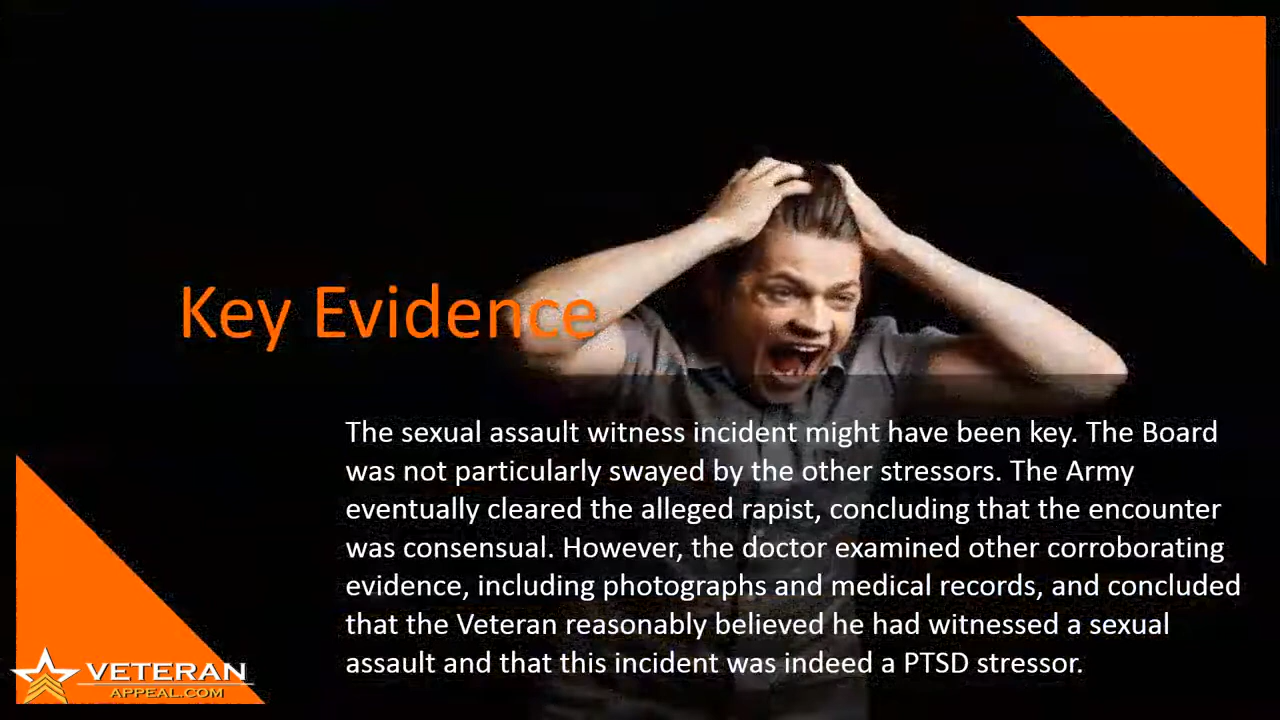 Key Evidence
The sexual assault witness incident might have been key. The Board
was not particularly swayed by the other stressors. The Army
eventually cleared the alleged rapist, concluding that the encounter
was consensual. However, the doctor examined other corroborating
evidence, including photographs and medical records, and concluded
that the Veteran reasonably believed he had witnessed a sexual
assault and that this incident was indeed a PTSD stressor.
VETERAN
APPEAL.COM